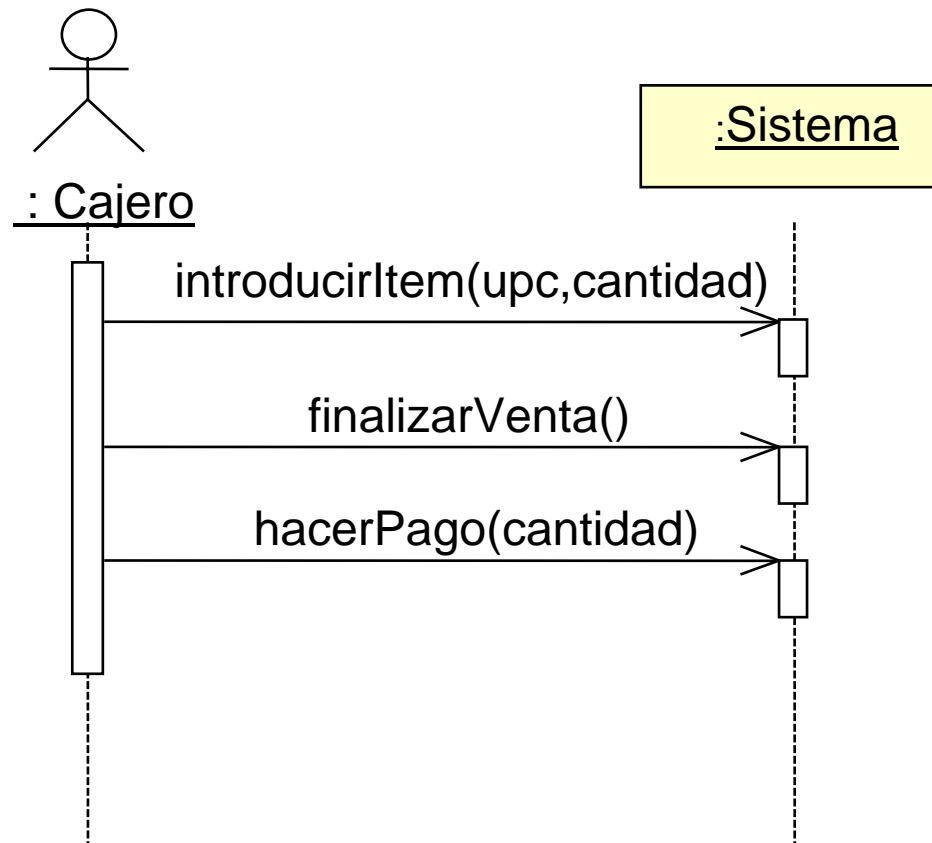 :Sistema
: Cajero
introducirItem(upc,cantidad)
finalizarVenta()
hacerPago(cantidad)